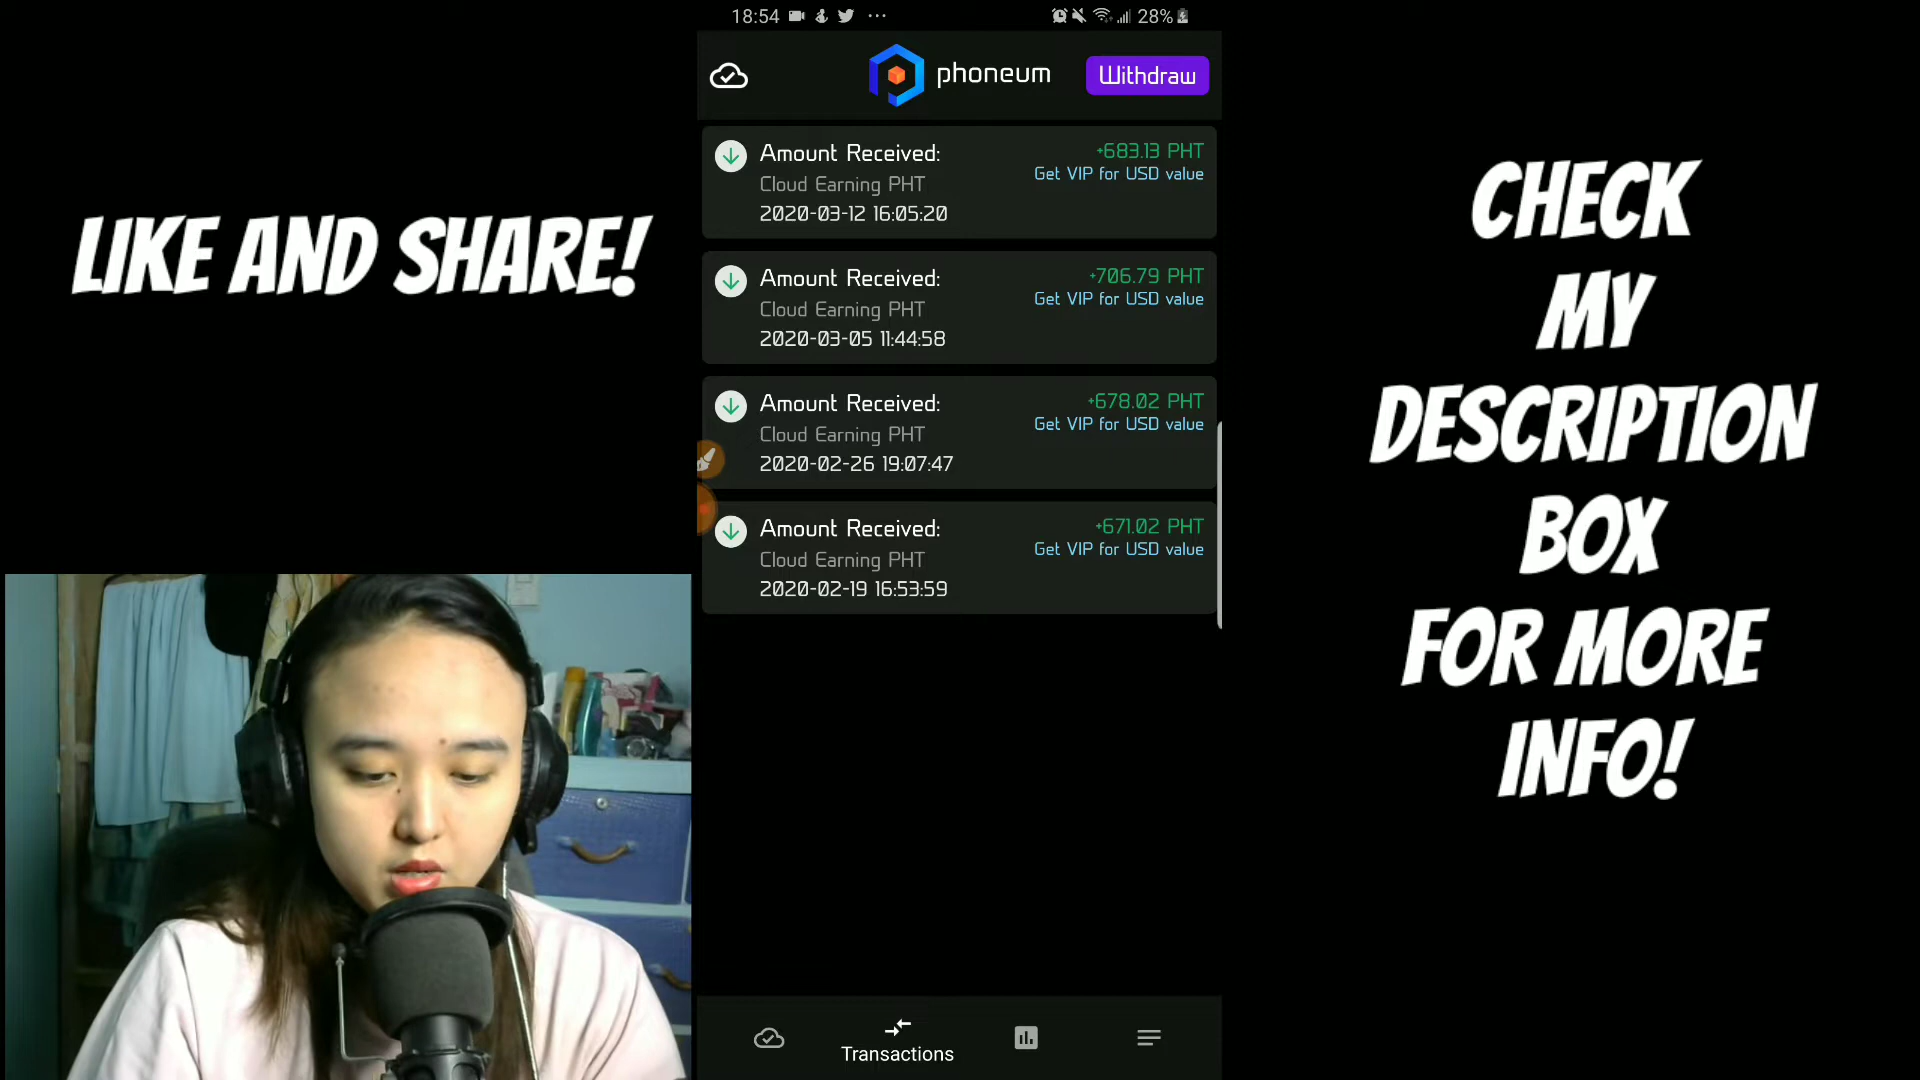 18:54
28%
phoneum
Withdraw
LIKE AND SHARE!
Amount Received:
+683.13 PHT
Cloud Earning PHT
Get VIP for USD value
2020-03-12 16:05:20
Amount Received:
+706.79 PHT
Cloud Earning PHT
Get VIP for USD value
2020-03-05 11:44:58
Amount Received:
+678.02 PHT
Cloud Earning PHT
Get VIP for USD value
2020-02-26 19:07:47
Amount Received:
+671.02 PHT
Cloud Earning PHT
Get VIP for USD value
2020-02-19 16:53:59
Transactions
CHECK
MY
DESCRIPTION
BOX
FOR MORE
INFO!